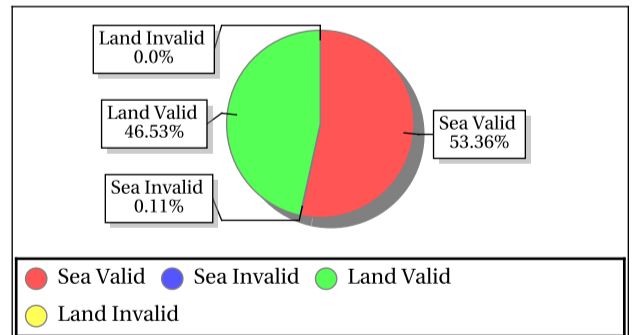 Land Invalid
0.0%
Land Valid
46.53%
Sea Valid
53.36%
Sea Invalid
0.11%
Sea Valid Sea Invalid Land Valid
Land Invalid